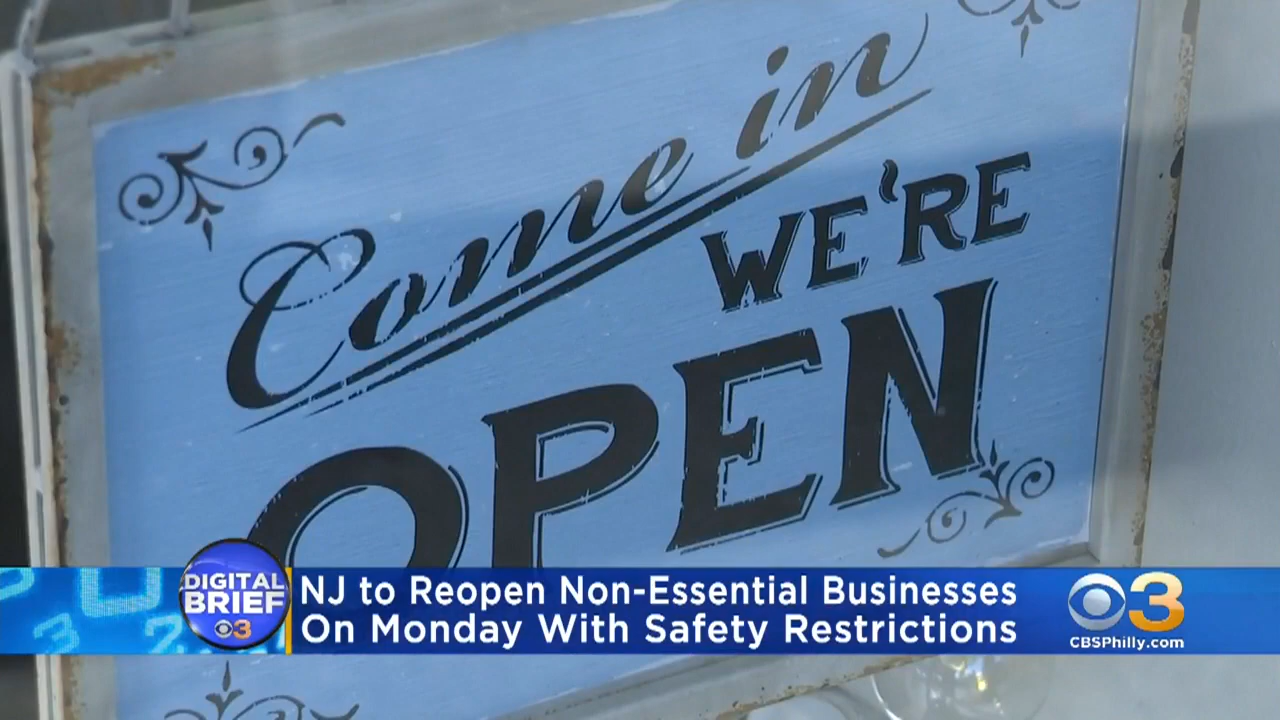 Come in
WE'RE
OPEN
DIGITAL
BRIEF
3
NJ to Reopen Non-Essential Businesses
On Monday With Safety Restrictions
3
CBSPhilly.com